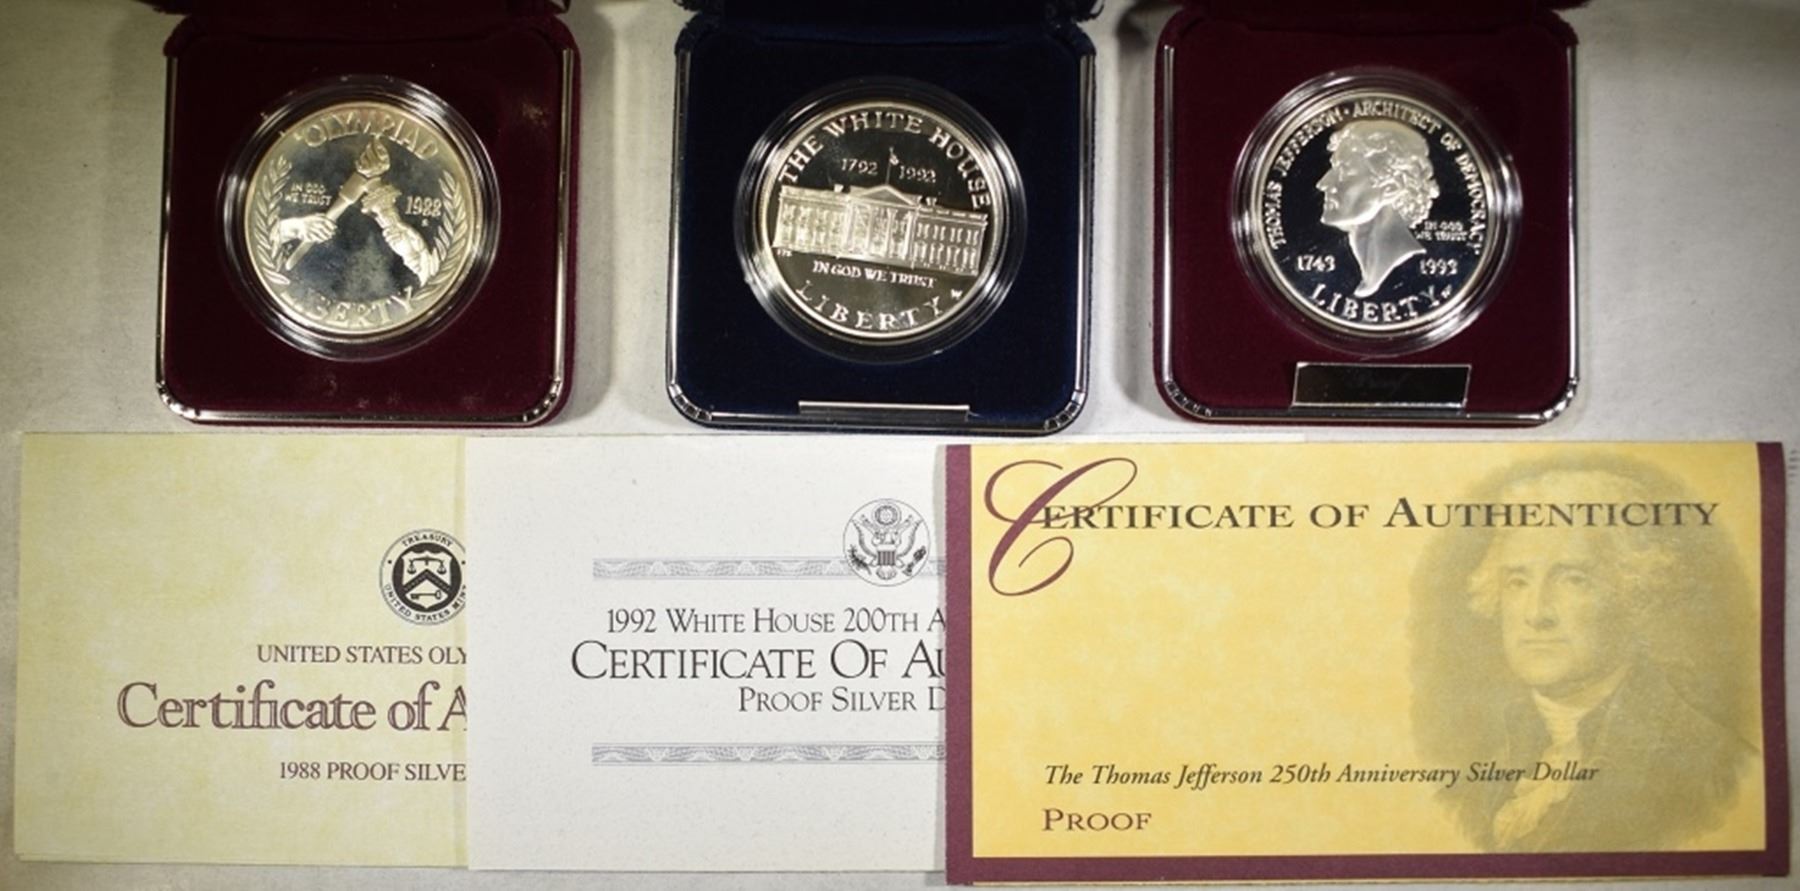 OLYMPIAD
IN GOD
WE TRUST
1988
S
LIBERTY
THE WHITE HOUSE
1792 1992
IN GOD WE TRUST
W
LIBERTY
THOMAS JEFFERSON · ARCHITECT OF DEMOCRACY
IN GOD
WE TRUST
1743 1993
LIBERTY
Proof
TREASURY
UNITED STATES MINT
UNITED STATES OLY
Certificate of A
1988 PROOF SILVE
1992 WHITE HOUSE 200TH A
CERTIFICATE OF AU
PROOF SILVER D
CERTIFICATE OF AUTHENTICITY
The Thomas Jefferson 250th Anniversary Silver Dollar
PROOF